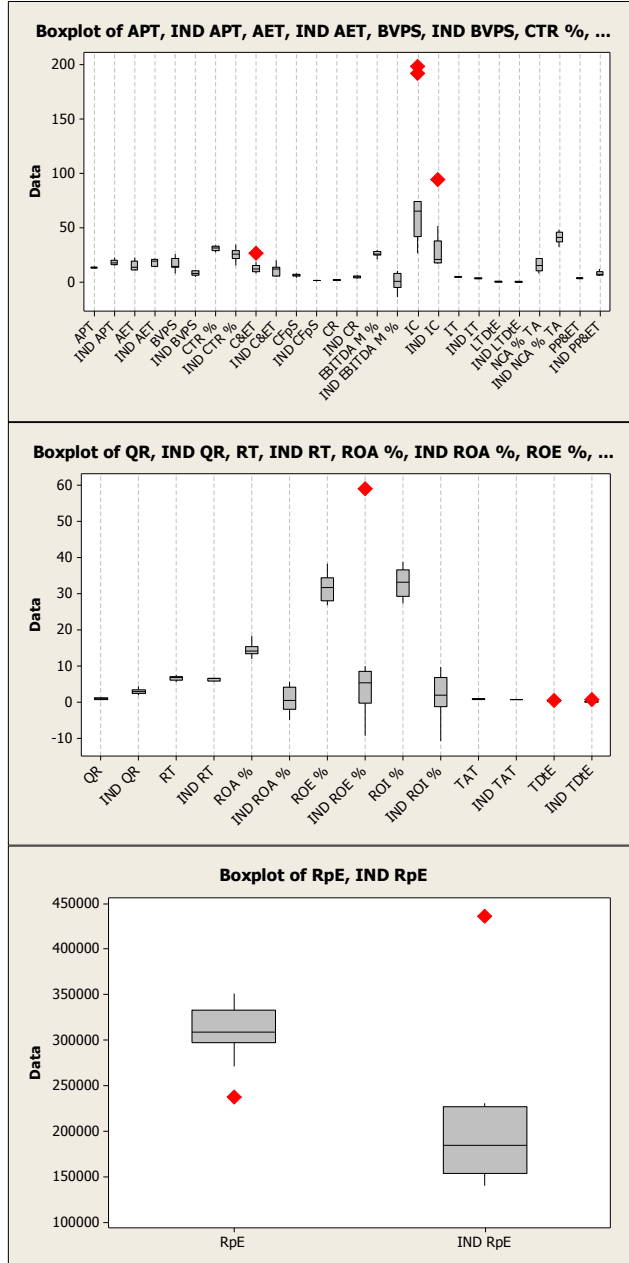 Boxplot of APT, IND APT, AET, IND AET, BVPS, IND BVPS, CTR %, ...
200
150
100
50
0
Data
APT
IND APT
AET
IND AET
BVPS
IND BVPS
CTR %
IND CTR %
C&ET
IND C&ET
CFpS
IND CFpS
CR
IND CR
EBITDA M %
IND EBITDA M %
IC
IND IC
IT
IND IT
LTDtE
IND LTDtE
NCA % TA
IND NCA % TA
PP&ET
IND PP&ET
Boxplot of QR, IND QR, RT, IND RT, ROA %, IND ROA %, ROE %, ...
60
50
40
30
20
10
0
-10
Data
QR
IND QR
RT
IND RT
ROA %
IND ROA %
ROE %
IND ROE %
ROI %
IND ROI %
TAT
IND TAT
TDtE
IND TDtE
Boxplot of RpE, IND RpE
450000
400000
350000
300000
250000
200000
150000
100000
Data
RpE
IND RpE